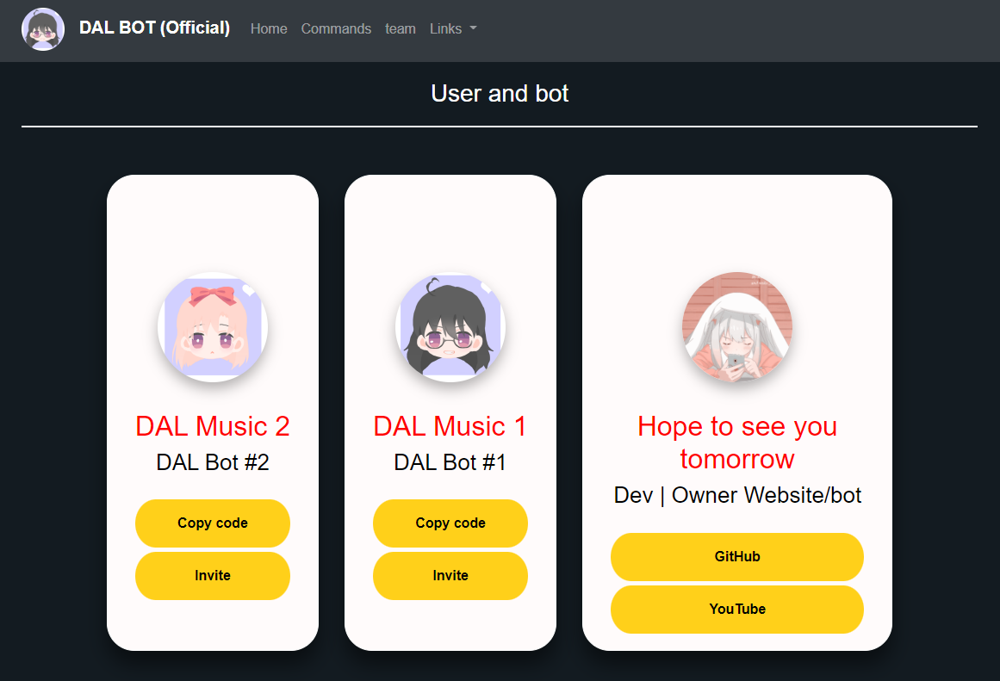 DAL BOT (Official) Home Commands team Links
User and bot
DAL Music 2
DAL Bot #2
Copy code
Invite
DAL Music 1
DAL Bot #1
Copy code
Invite
Hope to see you
tomorrow
Dev | Owner Website/bot
GitHub
YouTube